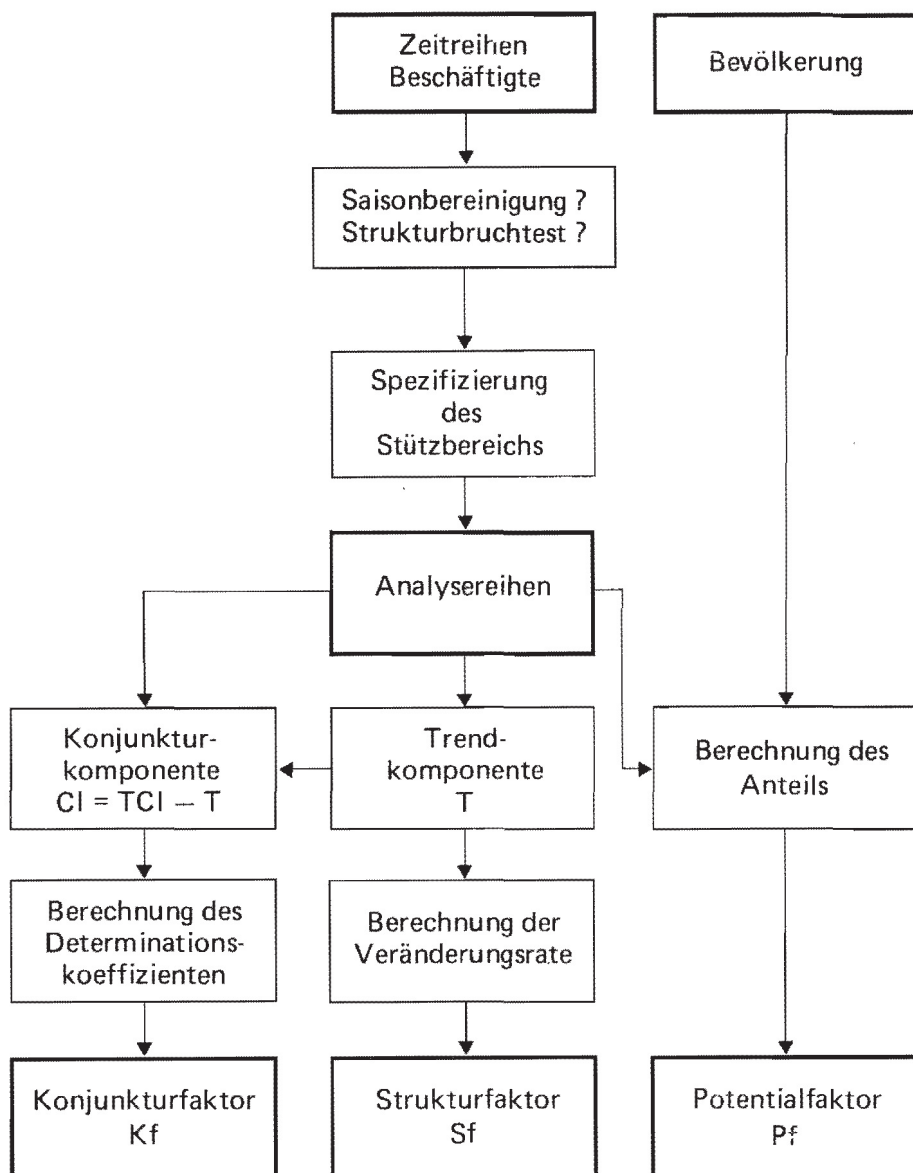 Zeitreihen
Beschäftigte
Bevölkerung
Saisonbereinigung ?
Strukturbruchtest ?
Spezifizierung
des
Stützbereichs
Analysereihen
Konjunktur-
komponente
CI = TCI – T
Trend-
komponente
T
Berechnung des
Anteils
Berechnung des
Determinations-
koeffizienten
Berechnung der
Veränderungsrate
Konjunkturfaktor
Kf
Strukturfaktor
Sf
Potentialfaktor
Pf